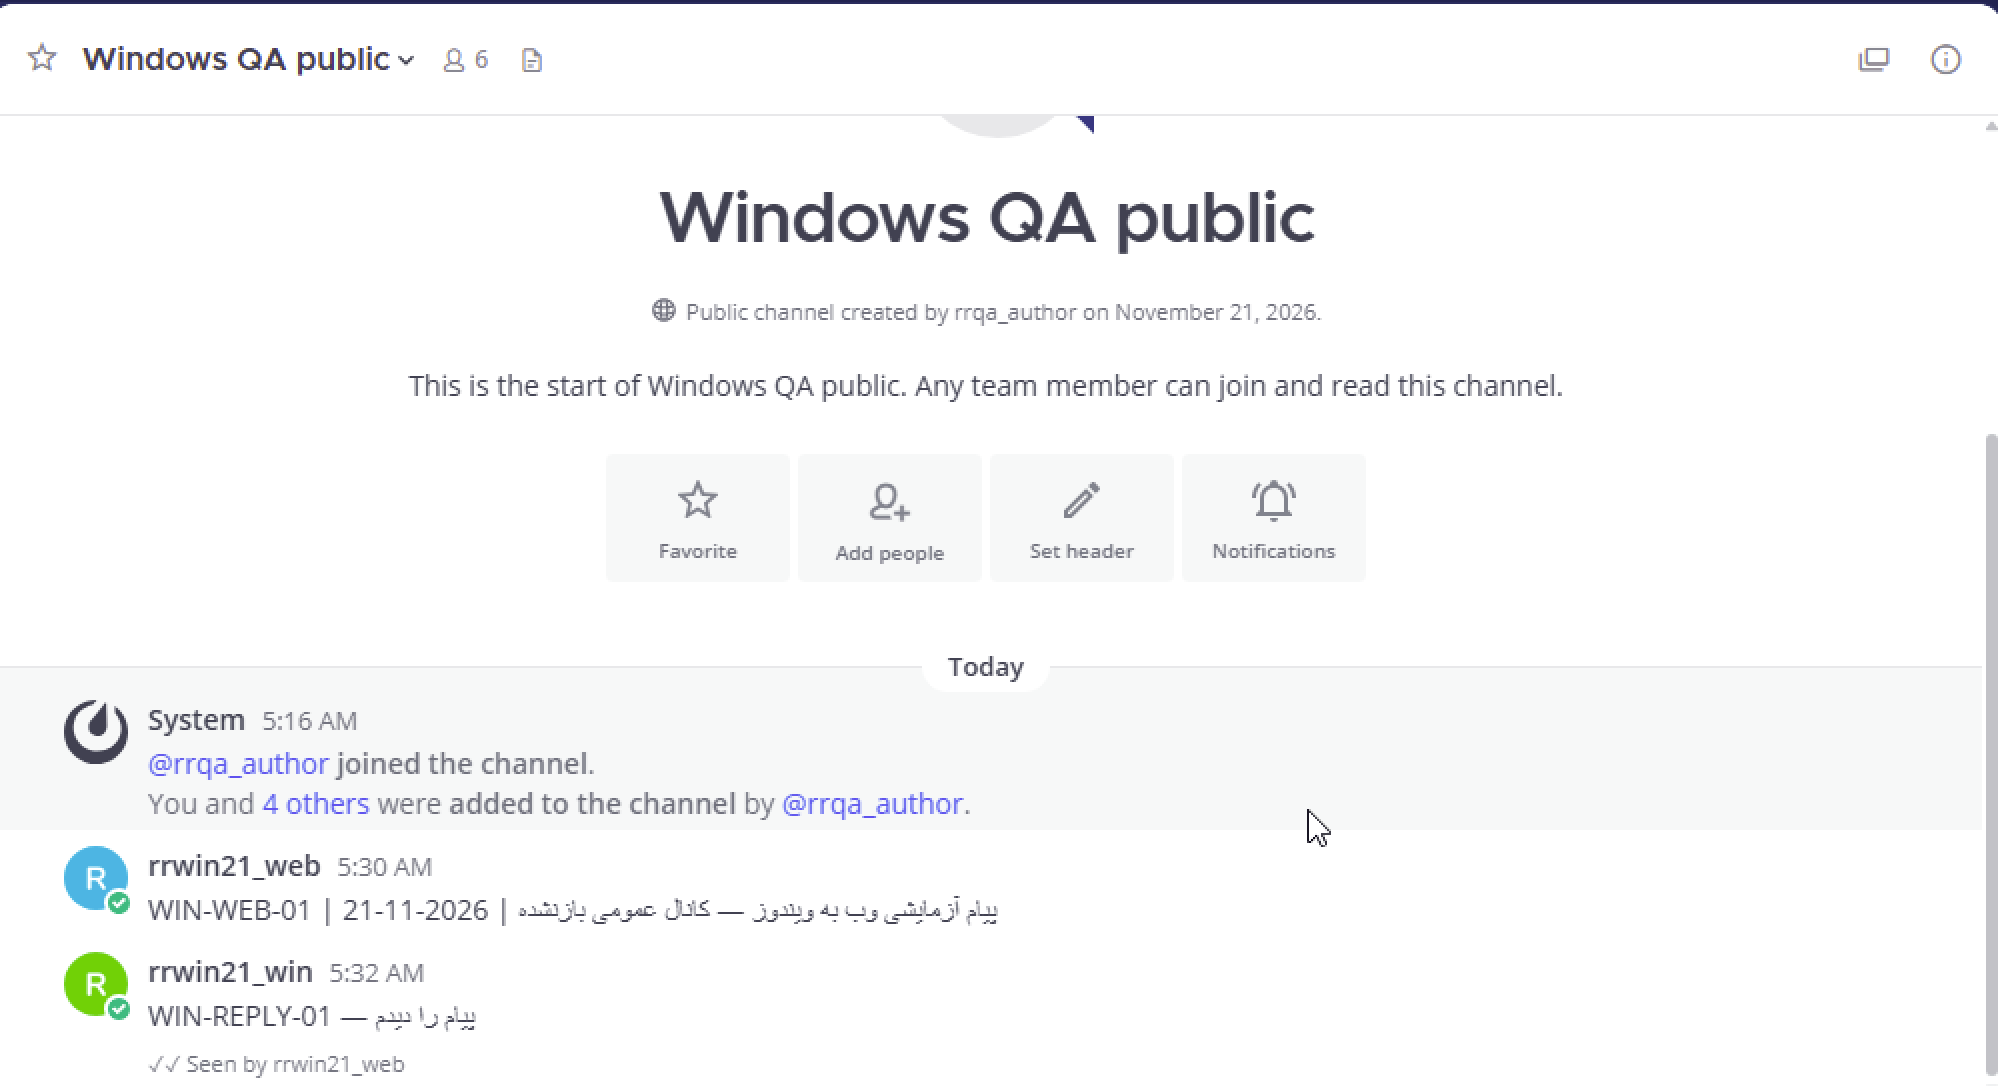 Windows QA public 6
Windows QA public
Public channel created by rrqa_author on November 21, 2026.
This is the start of Windows QA public. Any team member can join and read this channel.
Favorite
Add people
Set header
Notifications
Today
System 5:16 AM
@rrqa_author joined the channel.
You and 4 others were added to the channel by @rrqa_author.
R
rrwin21_web 5:30 AM
WIN-WEB-01 | 21-11-2026 | پیام آزمایشی وب به ویندوز — کانال عمومی بازنشده
R
rrwin21_win 5:32 AM
WIN-REPLY-01 — پیام را دیدم
✓✓ Seen by rrwin21_web